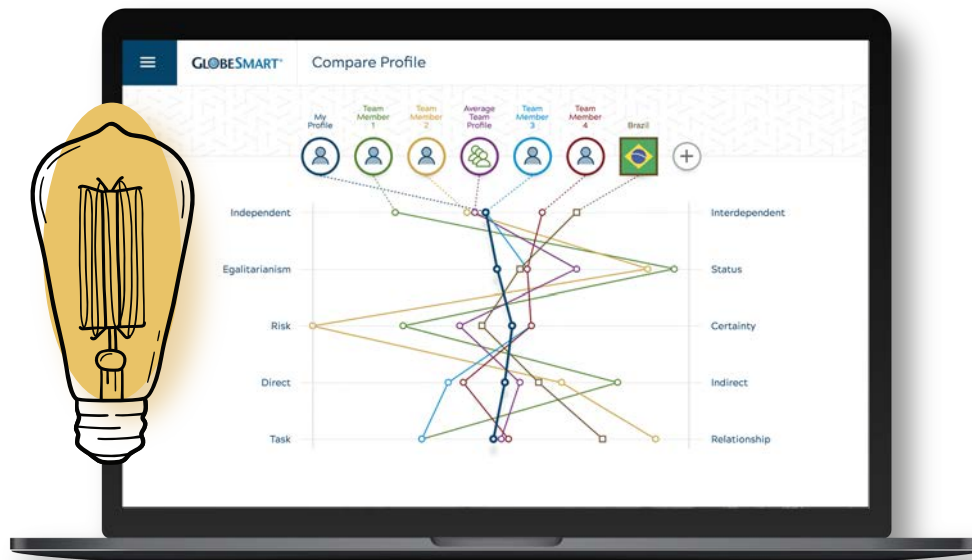 GLOBESMART®
Compare Profile
My
Profile
Team
Member
1
Team
Member
2
Average
Team
Profile
Team
Member
3
Team
Member
4
Brazil
Independent
Interdependent
Egalitarianism
Status
Risk
Certainty
Direct
Indirect
Task
Relationship